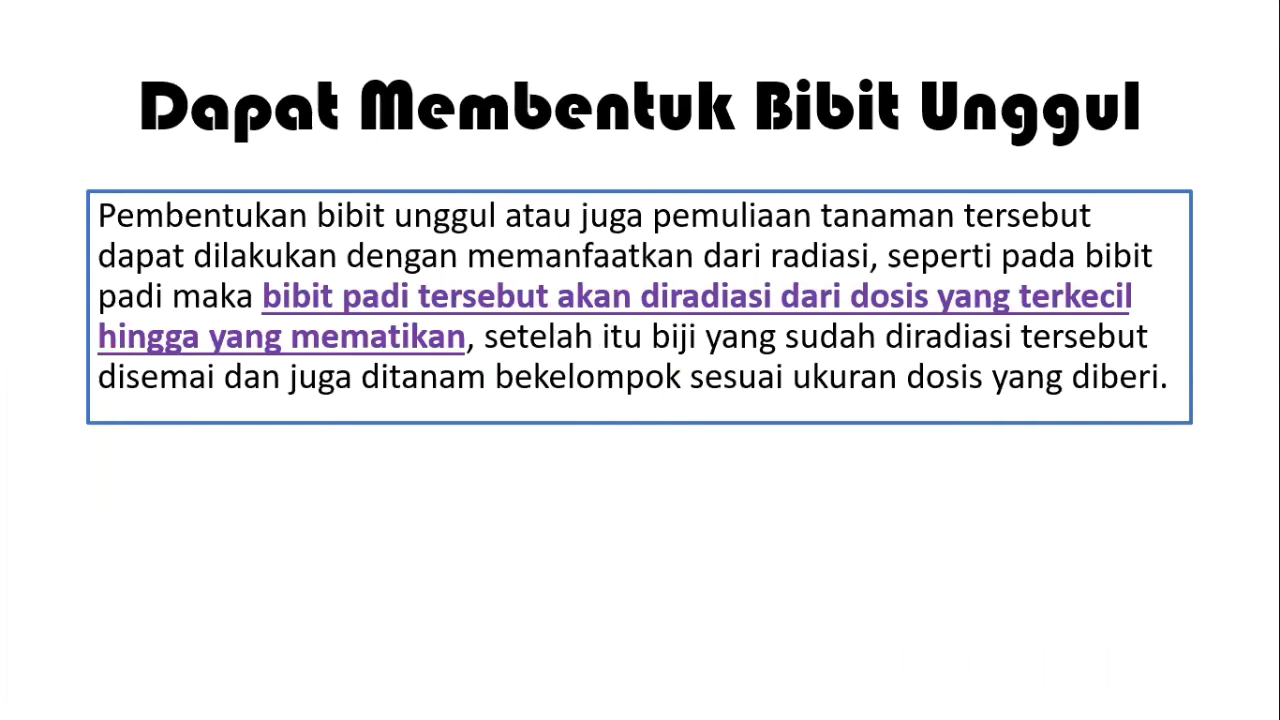 Dapat Membentuk Bibit Unggul
Pembentukan bibit unggul atau juga pemuliaan tanaman tersebut
dapat dilakukan dengan memanfaatkan dari radiasi, seperti pada bibit
padi maka bibit padi tersebut akan diradiasi dari dosis yang terkecil
hingga yang mematikan, setelah itu biji yang sudah diradiasi tersebut
disemai dan juga ditanam bekelompok sesuai ukuran dosis yang diberi.